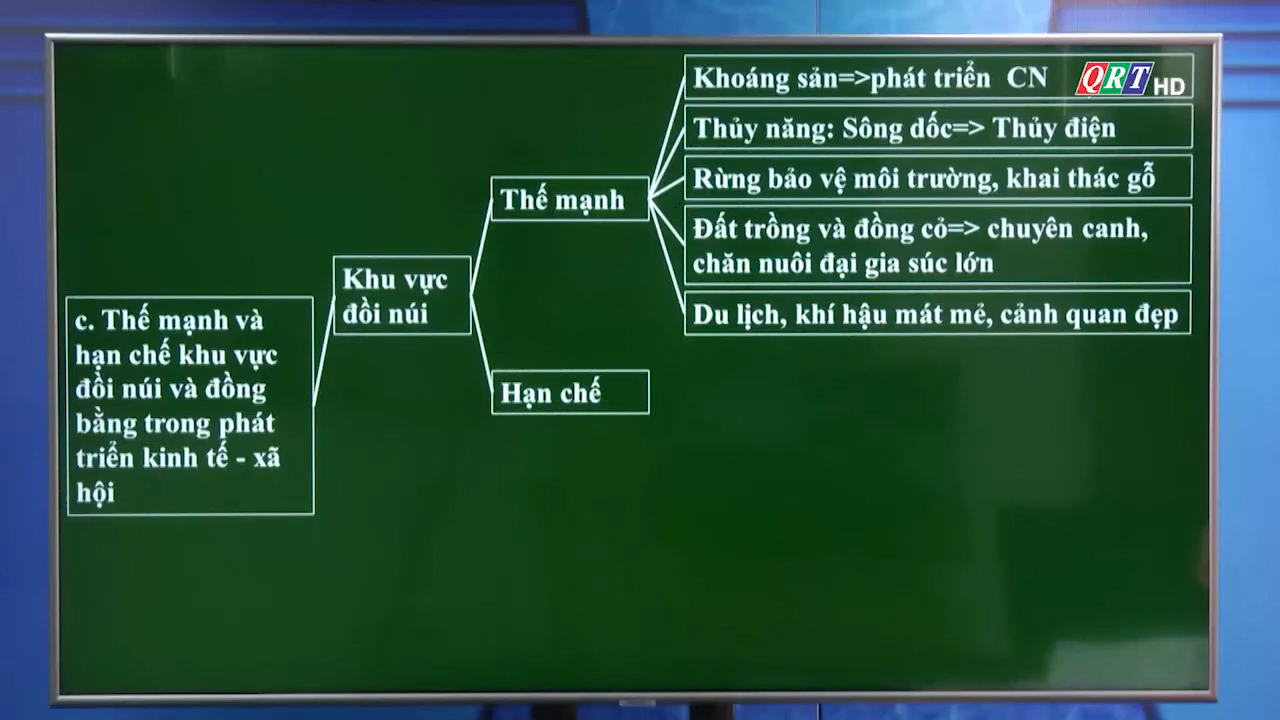 c. Thế mạnh và
hạn chế khu vực
đồi núi và đồng
bằng trong phát
triển kinh tế - xã
hội
Khu vực
đồi núi
Thế mạnh
Khoáng sản=>phát triển CN
Thủy năng: Sông dốc=> Thủy điện
Rừng bảo vệ môi trường, khai thác gỗ
Đất trồng và đồng cỏ=> chuyên canh,
chăn nuôi đại gia súc lớn
Du lịch, khí hậu mát mẻ, cảnh quan đẹp
Hạn chế
QRT HD